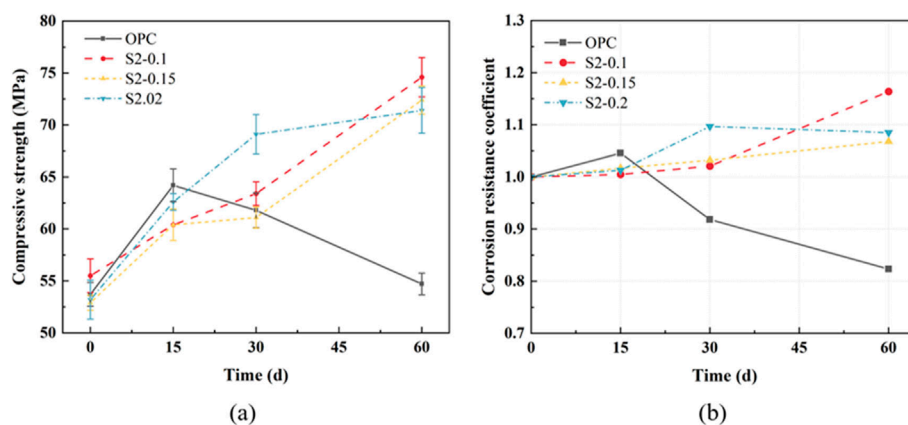 (a)
Compressive strength (MPa)
80
75
70
65
60
55
50
OPC
S2-0.1
S2-0.15
S2.02
0 15 30 45 60
Time (d)
(a)
(b)
Corrosion resistance coefficient
1.3
1.2
1.1
1.0
0.9
0.8
0.7
OPC
S2-0.1
S2-0.15
S2-0.2
0 15 30 45 60
Time (d)
(b)